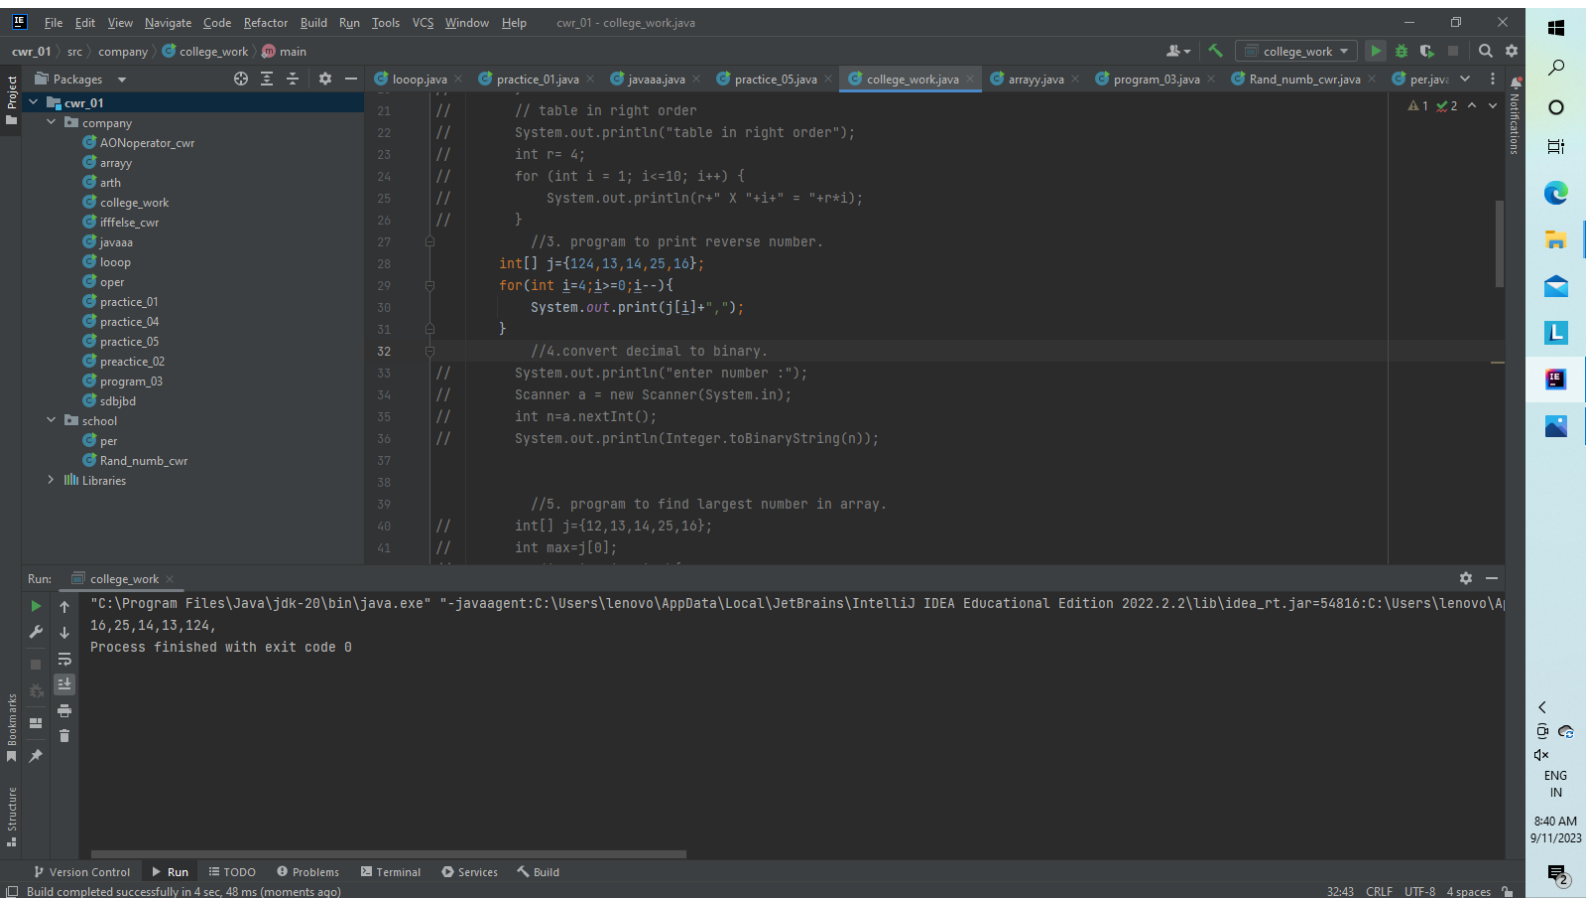 File Edit View Navigate Code Refactor Build Run Tools VCS Window Help cwr_01 - college_work.java
cwr_01 src company college_work main
college_work
Packages
looop.java practice_01.java javaaa.java practice_05.java college_work.java arrayy.java program_03.java Rand_numb_cwr.java per.java
Project
Notifications
1 2
cwr_01
company
AONoperator_cwr
arrayy
arth
college_work
ifffelse_cwr
javaaa
looop
oper
practice_01
practice_04
practice_05
preactice_02
program_03
sdbjbd
school
per
Rand_numb_cwr
Libraries
21 // // table in right order
22 // System.out.println("table in right order");
23 // int r= 4;
24 // for (int i = 1; i<=10; i++) {
25 // System.out.println(r+" X "+i+" = "+r*i);
26 // }
27 //3. program to print reverse number.
28 int[] j={124,13,14,25,16};
29 for(int i=4;i>=0;i--){
30 System.out.print(j[i]+",");
31 }
32 //4.convert decimal to binary.
33 // System.out.println("enter number :");
34 // Scanner a = new Scanner(System.in);
35 // int n=a.nextInt();
36 // System.out.println(Integer.toBinaryString(n));
37
38
39 //5. program to find largest number in array.
40 // int[] j={12,13,14,25,16};
41 // int max=j[0];
Run: college_work
"C:\Program Files\Java\jdk-20\bin\java.exe" "-javaagent:C:\Users\lenovo\AppData\Local\JetBrains\IntelliJ IDEA Educational Edition 2022.2.2\lib\idea_rt.jar=54816:C:\Users\lenovo\A
16,25,14,13,124,
Process finished with exit code 0
Bookmarks
Structure
Version Control Run TODO Problems Terminal Services Build
Build completed successfully in 4 sec, 48 ms (moments ago)
32:43 CRLF UTF-8 4 spaces
ENG
IN
8:40 AM
9/11/2023
2